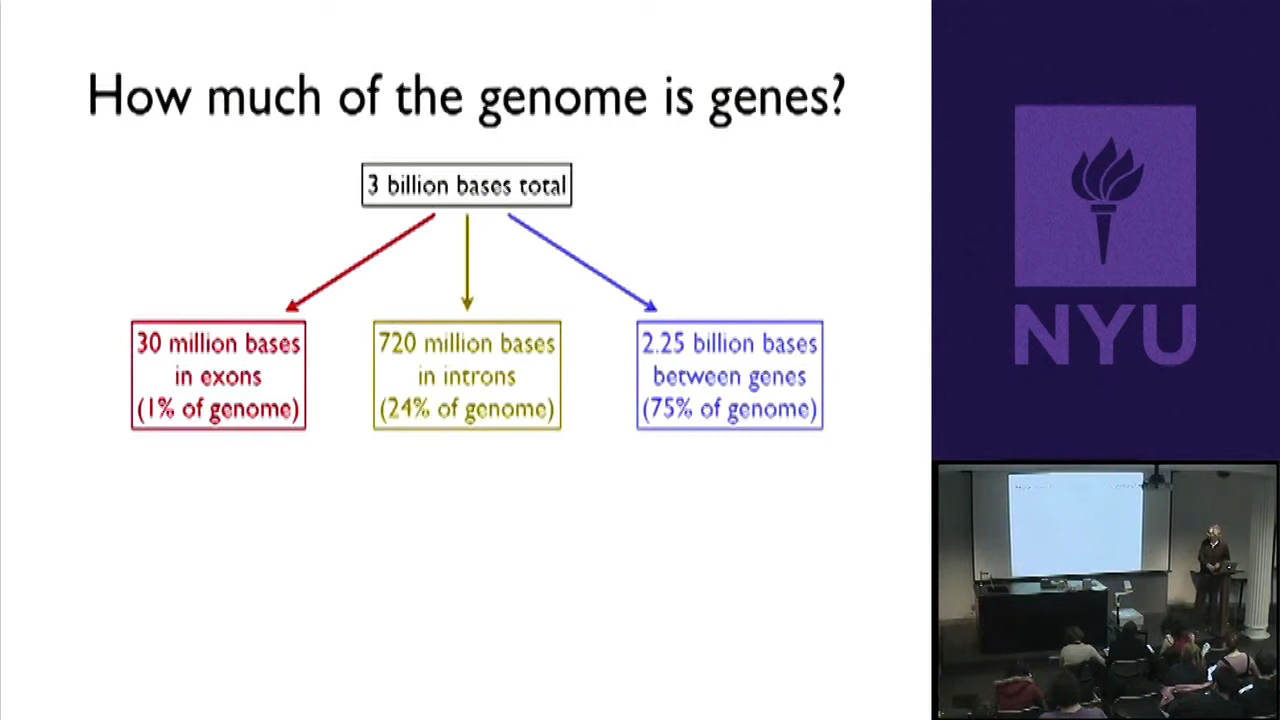 How much of the genome is genes?
3 billion bases total
30 million bases
in exons
(1% of genome)
720 million bases
in introns
(24% of genome)
2.25 billion bases
between genes
(75% of genome)
NYU